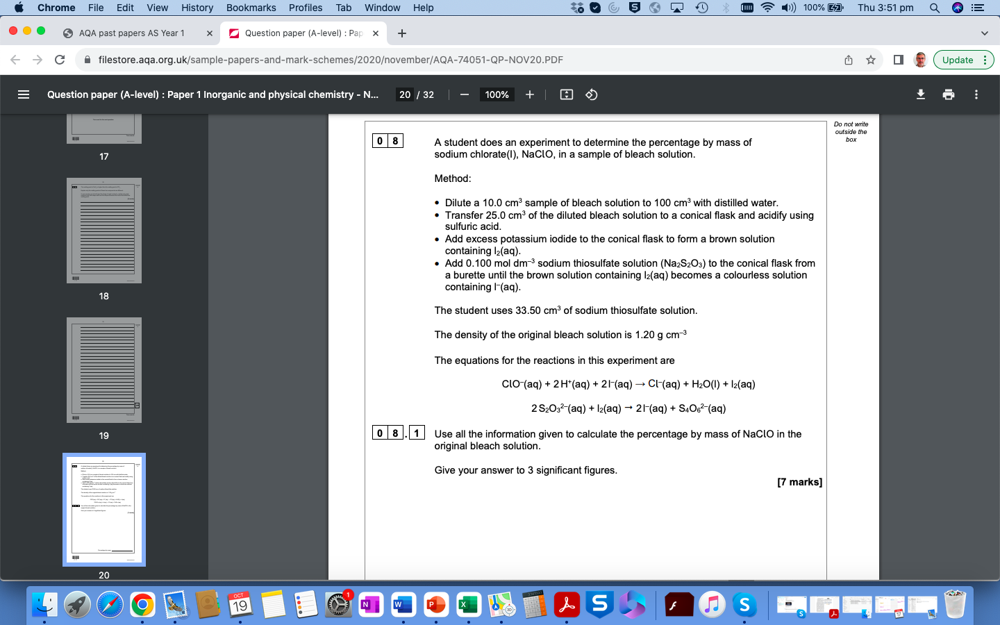 Chrome File Edit View History Bookmarks Profiles Tab Window Help 100% Thu 3:51 pm
AQA past papers AS Year 1 Question paper (A-level) : Pap
filestore.aqa.org.uk/sample-papers-and-mark-schemes/2020/november/AQA-74051-QP-NOV20.PDF Update
Question paper (A-level) : Paper 1 Inorganic and physical chemistry - N... 20 / 32 100%
17
18
19
20
Do not write
outside the
box
0 8 A student does an experiment to determine the percentage by mass of
sodium chlorate(I), NaClO, in a sample of bleach solution.
Method:
• Dilute a 10.0 cm³ sample of bleach solution to 100 cm³ with distilled water.
• Transfer 25.0 cm³ of the diluted bleach solution to a conical flask and acidify using
sulfuric acid.
• Add excess potassium iodide to the conical flask to form a brown solution
containing I₂(aq).
• Add 0.100 mol dm⁻³ sodium thiosulfate solution (Na₂S₂O₃) to the conical flask from
a burette until the brown solution containing I₂(aq) becomes a colourless solution
containing I⁻(aq).
The student uses 33.50 cm³ of sodium thiosulfate solution.
The density of the original bleach solution is 1.20 g cm⁻³
The equations for the reactions in this experiment are
ClO⁻(aq) + 2 H⁺(aq) + 2 I⁻(aq) → Cl⁻(aq) + H₂O(l) + I₂(aq)
2 S₂O₃²⁻(aq) + I₂(aq) → 2 I⁻(aq) + S₄O₆²⁻(aq)
0 8 . 1 Use all the information given to calculate the percentage by mass of NaClO in the
original bleach solution.
Give your answer to 3 significant figures.
[7 marks]
OCT
19
1